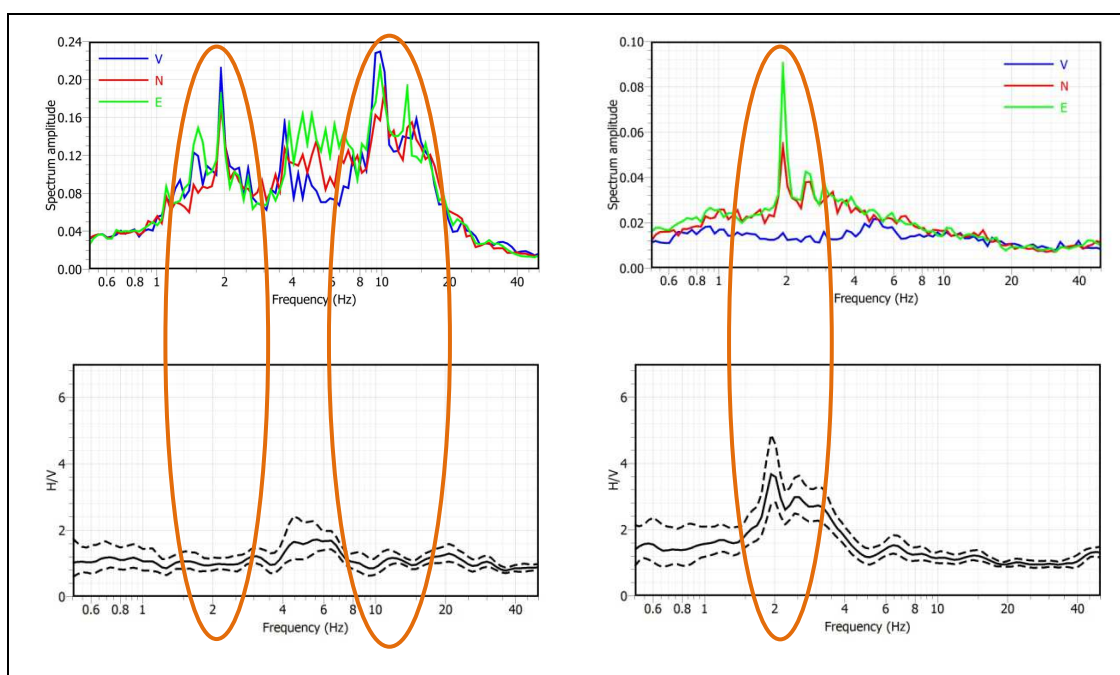 0.24
0.20
0.16
0.12
0.08
0.04
0.00
Spectrum amplitude
V
N
E
0.6 0.8 1 2 4 6 8 10 20 40
Frequency (Hz)
0.10
0.08
0.06
0.04
0.02
0.00
Spectrum amplitude
V
N
E
0.6 0.8 1 2 4 6 8 10 20 40
Frequency (Hz)
6
4
2
0
H/V
0.6 0.8 1 2 4 6 8 10 20 40
Frequency (Hz)
6
4
2
0
H/V
0.6 0.8 1 2 4 6 8 10 20 40
Frequency (Hz)